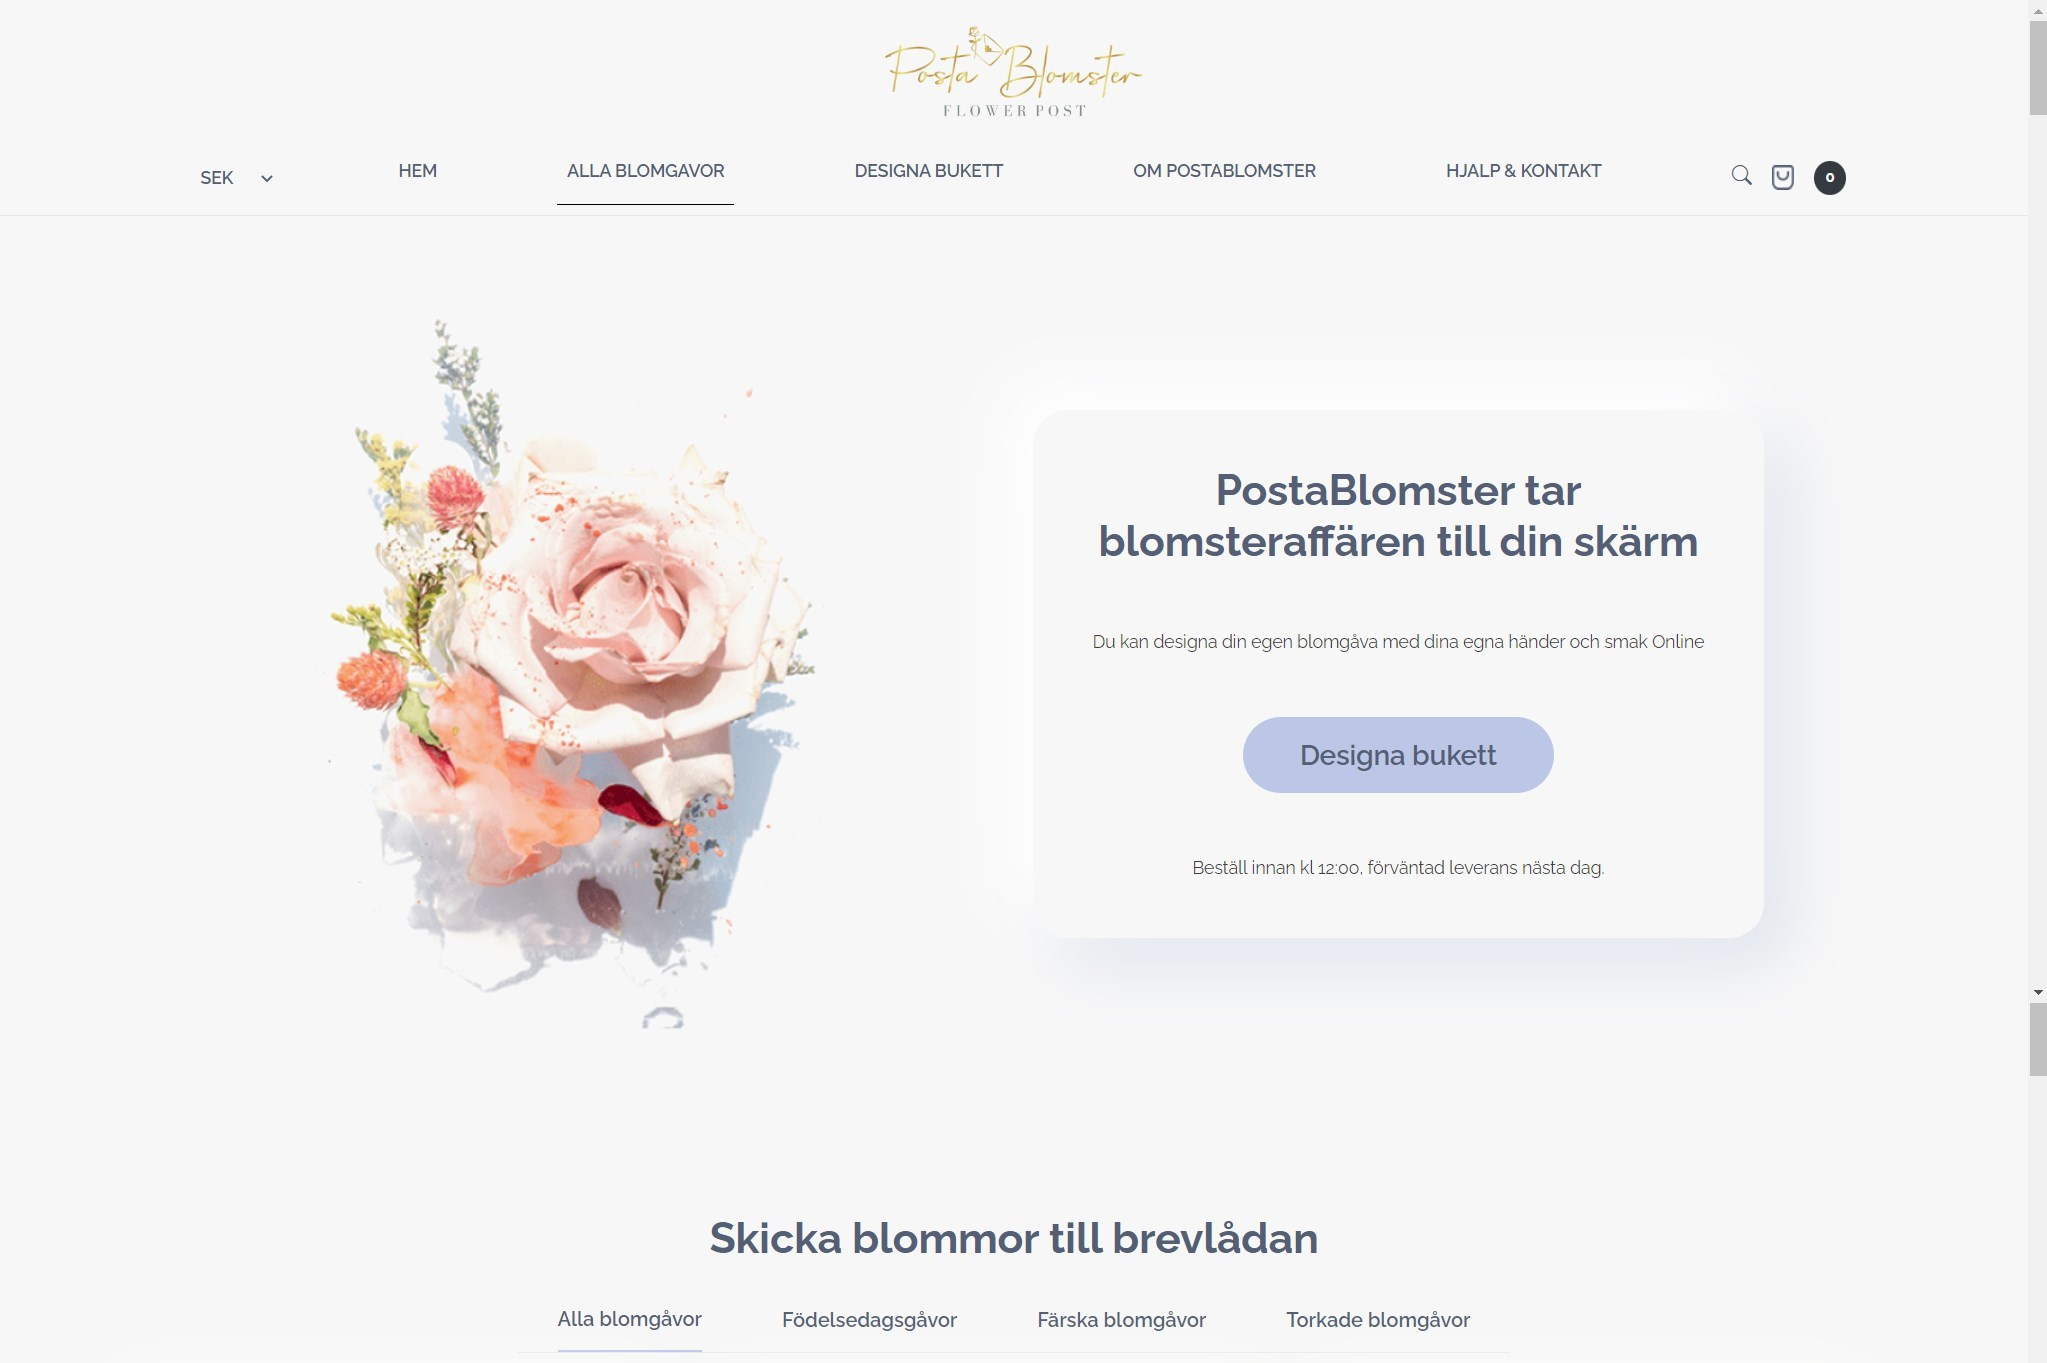 Posta Blomster
FLOWER POST
SEK
HEM
ALLA BLOMGAVOR
DESIGNA BUKETT
OM POSTABLOMSTER
HJALP & KONTAKT
0
PostaBlomster tar
blomsteraffären till din skärm
Du kan designa din egen blomgåva med dina egna händer och smak Online
Designa bukett
Beställ innan kl 12:00, förväntad leverans nästa dag.
Skicka blommor till brevlådan
Alla blomgåvor
Födelsedagsgåvor
Färska blomgåvor
Torkade blomgåvor